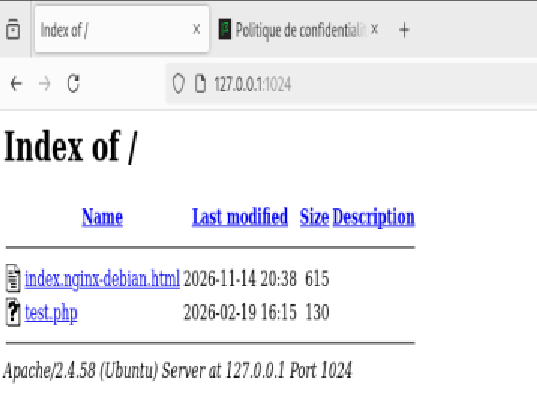 Index of /
Politique de confidentialit
127.0.0.1:1024
Index of /
Name Last modified Size Description
index.nginx-debian.html 2026-11-14 20:38 615
test.php 2026-02-19 16:15 130
Apache/2.4.58 (Ubuntu) Server at 127.0.0.1 Port 1024